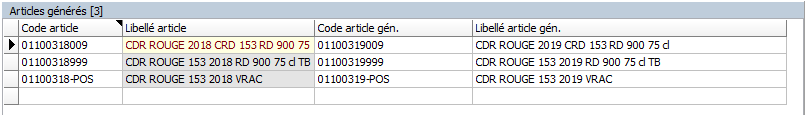 Articles générés [3]
Code article Libellé article Code article gén. Libellé article gén.
01100318009 CDR ROUGE 2018 CRD 153 RD 900 75 01100319009 CDR ROUGE 2019 CRD 153 RD 900 75 cl
01100318999 CDR ROUGE 153 2018 RD 900 75 cl TB 01100319999 CDR ROUGE 153 2019 RD 900 75 cl TB
01100318-POS CDR ROUGE 153 2018 VRAC 01100319-POS CDR ROUGE 153 2019 VRAC